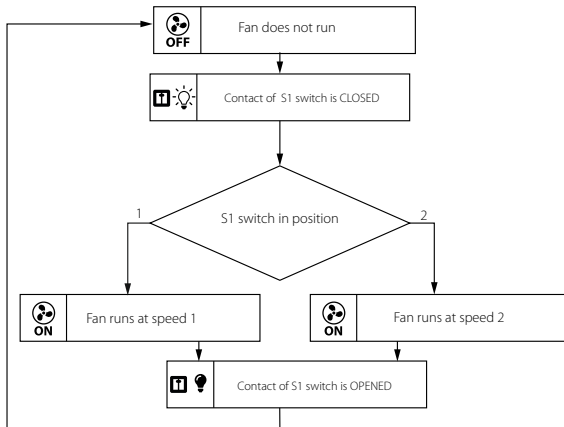 OFF
Fan does not run
Contact of S1 switch is CLOSED
S1 switch in position
1
2
ON
Fan runs at speed 1
ON
Fan runs at speed 2
Contact of S1 switch is OPENED